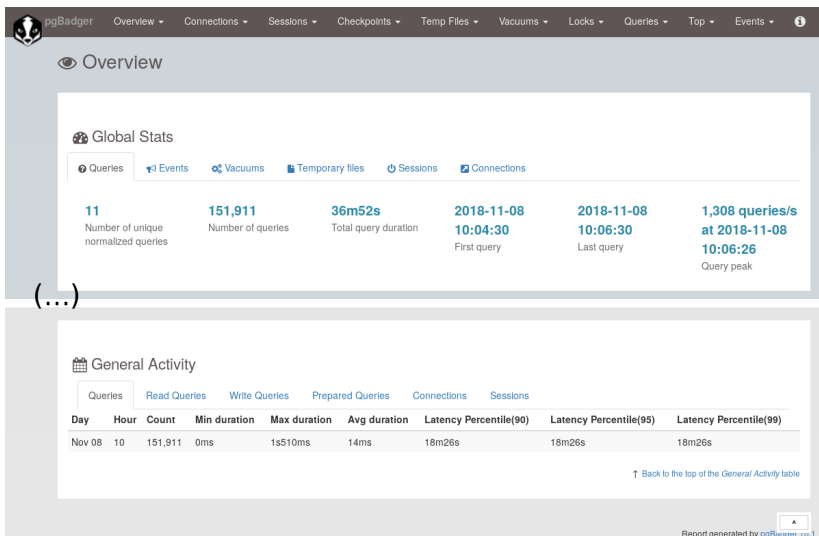 pgBadger Overview Connections Sessions Checkpoints Temp Files Vacuums Locks Queries Top Events
Overview
Global Stats
Queries Events Vacuums Temporary files Sessions Connections
11
Number of unique
normalized queries
151,911
Number of queries
36m52s
Total query duration
2018-11-08
10:04:30
First query
2018-11-08
10:06:30
Last query
1,308 queries/s
at 2018-11-08
10:06:26
Query peak
(...)
General Activity
Queries Read Queries Write Queries Prepared Queries Connections Sessions
Day Hour Count Min duration Max duration Avg duration Latency Percentile(90) Latency Percentile(95) Latency Percentile(99)
Nov 08 10 151,911 0ms 1s510ms 14ms 18m26s 18m26s 18m26s
↑ Back to the top of the General Activity table
^
Report generated by